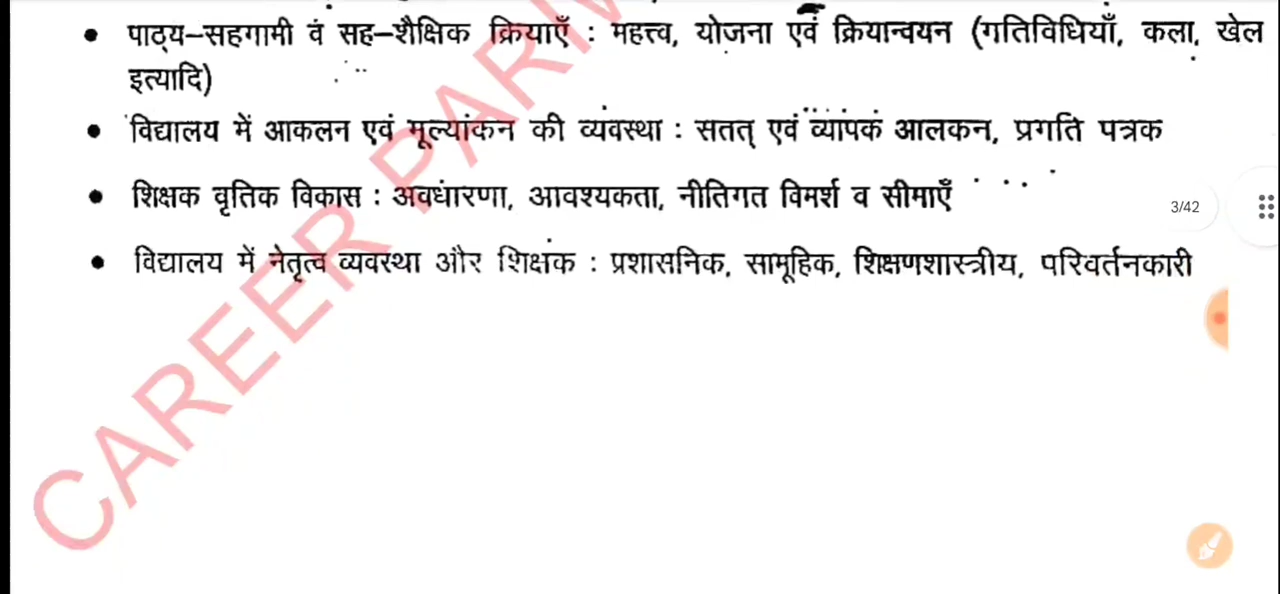 पाठ्य-सहगामी वं सह-शैक्षिक क्रियाएँ : महत्त्व, योजना एवं क्रियान्वयन (गतिविधियाँ, कला, खेल
इत्यादि)
विद्यालय में आकलन एवं मूल्यांकन की व्यवस्था : सतत् एवं व्यापक आलकन, प्रगति पत्रक
शिक्षक वृतिक विकास : अवधारणा, आवश्यकता, नीतिगत विमर्श व सीमाएँ
3/42
विद्यालय में नेतृत्व व्यवस्था और शिक्षक : प्रशासनिक, सामूहिक, शिक्षणशास्त्रीय, परिवर्तनकारी
CAREER